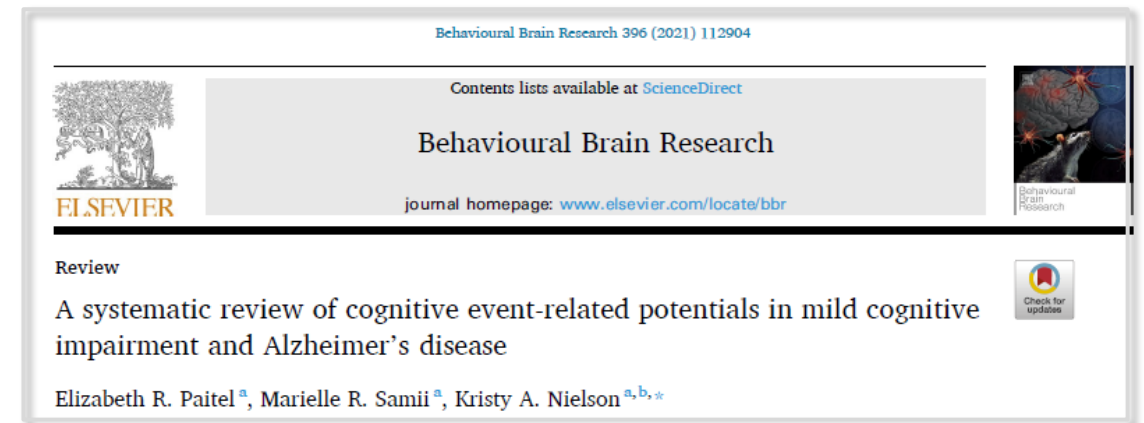 Behavioural Brain Research 396 (2021) 112904
Contents lists available at ScienceDirect
Behavioural Brain Research
journal homepage: www.elsevier.com/locate/bbr
ELSEVIER
Behavioural
Brain
Research
Review
A systematic review of cognitive event-related potentials in mild cognitive
impairment and Alzheimer’s disease
Check for
updates
Elizabeth R. Paitel a, Marielle R. Samii a, Kristy A. Nielson a,b,*